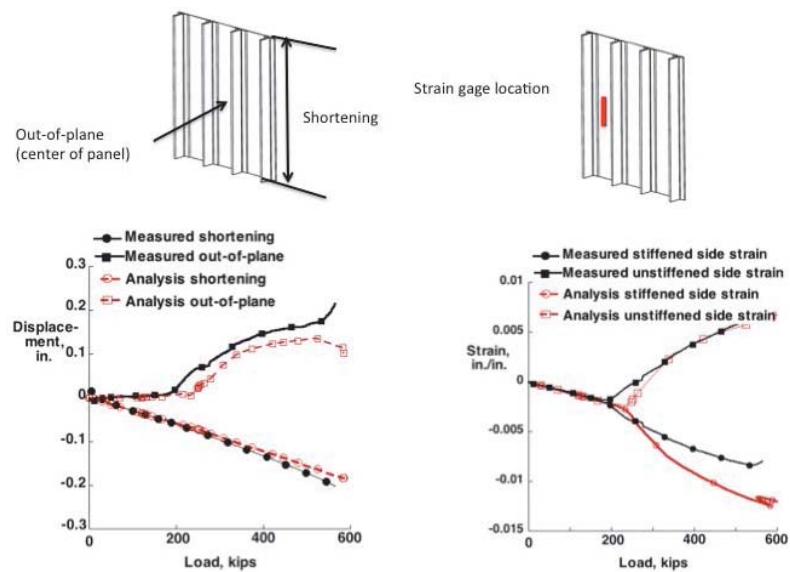 Out-of-plane
(center of panel)
Shortening
Strain gage location
Measured shortening
Measured out-of-plane
Analysis shortening
Analysis out-of-plane
0.3
0.2
0.1
0
-0.1
-0.2
-0.3
Displace-
ment,
in.
0
200
400
600
Load, kips
Measured stiffened side strain
Measured unstiffened side strain
Analysis stiffened side strain
Analysis unstiffened side strain
0.01
0.005
0
-0.005
-0.01
-0.015
Strain,
in./in.
0
200
400
600
Load, kips